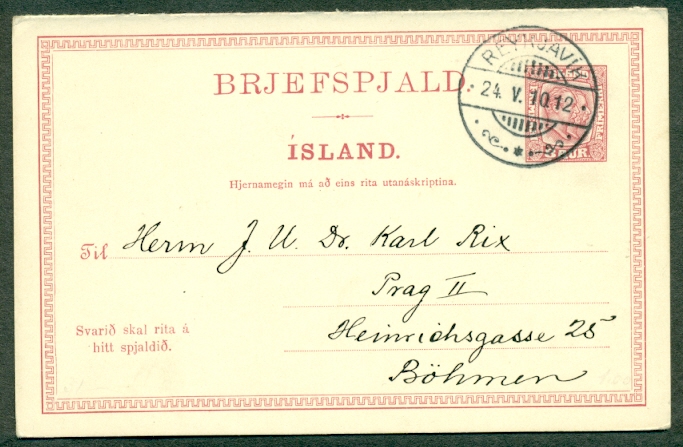 BRJEFSPJALD.
REYKJAVÍK
24. V. 10. 12
ÍSLAND.
Hjernamegin má að eins rita utanáskriptina.
Til Herrn J. U. Dr. Karl Rix
Prag II
Heinrichsgasse 25
Svarið skal rita á
hitt spjaldið.
Böhmen